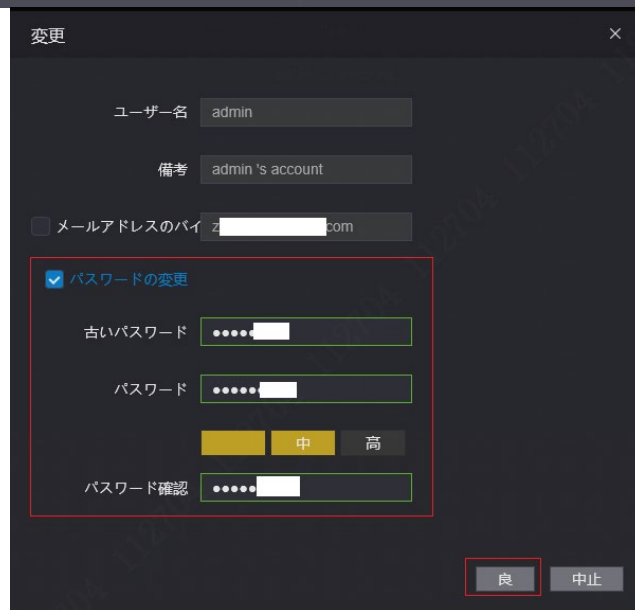 変更 ×
ユーザー名 admin
備考 admin 's account
メールアドレスのバイ z com
パスワードの変更
古いパスワード ●●●●●
パスワード ●●●●●●
中 高
パスワード確認 ●●●●●
良 中止